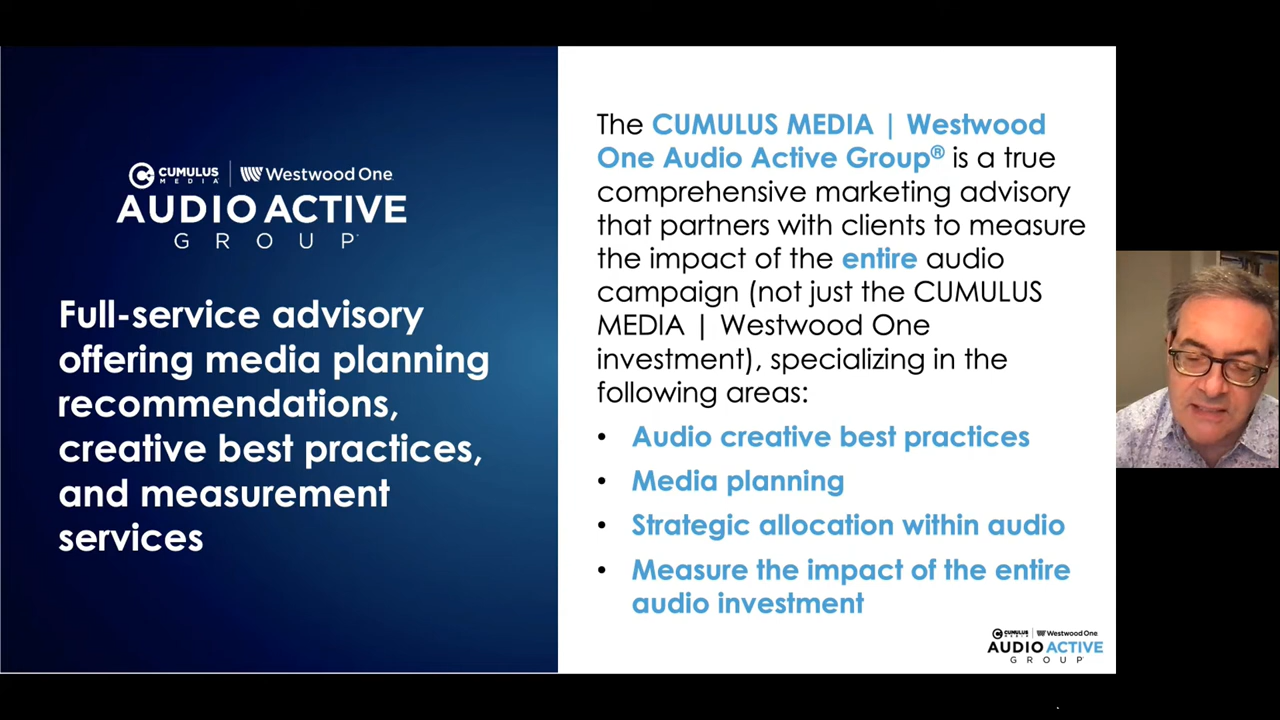 CUMULUS MEDIA | Westwood One
AUDIO ACTIVE
GROUP
Full-service advisory
offering media planning
recommendations,
creative best practices,
and measurement
services
The CUMULUS MEDIA | Westwood
One Audio Active Group® is a true
comprehensive marketing advisory
that partners with clients to measure
the impact of the entire audio
campaign (not just the CUMULUS
MEDIA | Westwood One
investment), specializing in the
following areas:
• Audio creative best practices
• Media planning
• Strategic allocation within audio
• Measure the impact of the entire
audio investment
CUMULUS MEDIA | Westwood One
AUDIO ACTIVE
GROUP